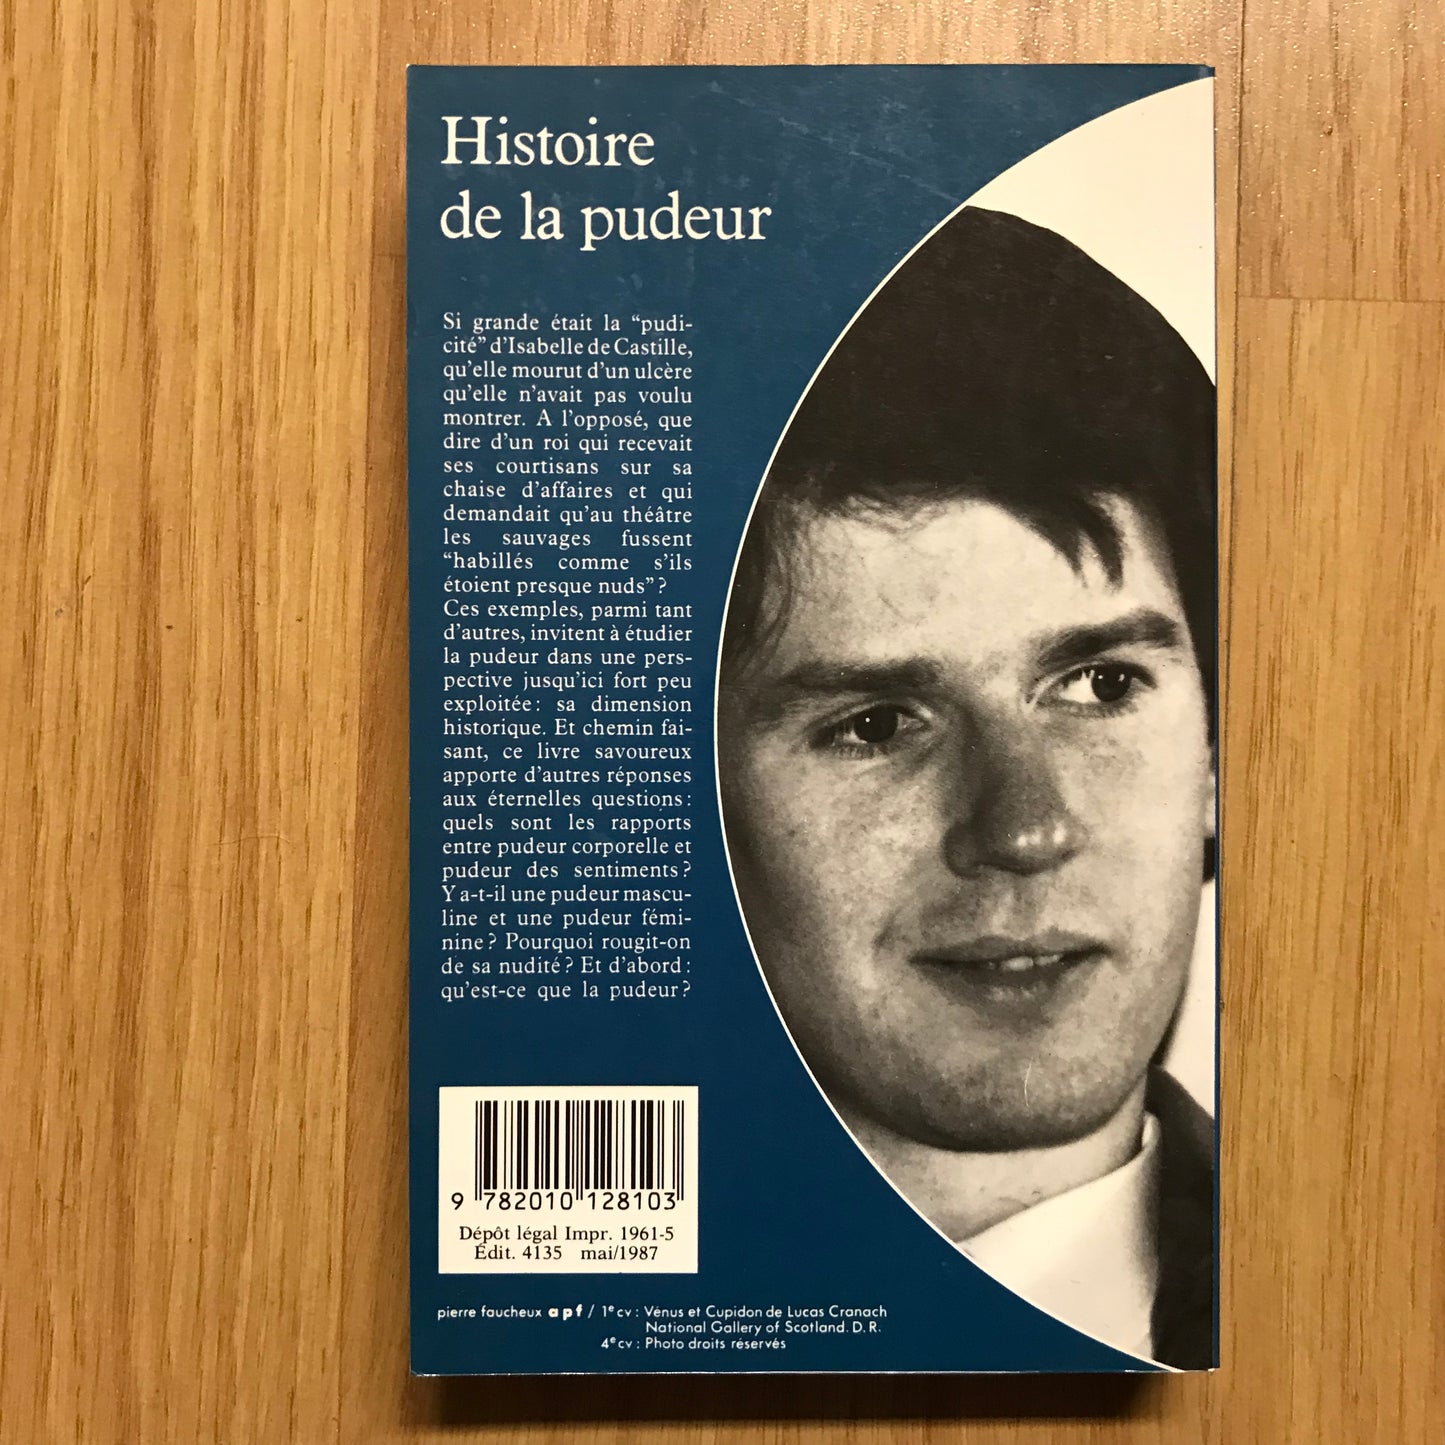 Histoire
de la pudeur
Si grande était la “pudi-
cité” d'Isabelle de Castille,
qu'elle mourut d'un ulcère
qu'elle n'avait pas voulu
montrer. A l'opposé, que
dire d'un roi qui recevait
ses courtisans sur sa
chaise d'affaires et qui
demandait qu'au théâtre
les sauvages fussent
“habillés comme s'ils
étoient presque nuds” ?
Ces exemples, parmi tant
d'autres, invitent à étudier
la pudeur dans une pers-
pective jusqu'ici fort peu
exploitée : sa dimension
historique. Et chemin fai-
sant, ce livre savoureux
apporte d'autres réponses
aux éternelles questions :
quels sont les rapports
entre pudeur corporelle et
pudeur des sentiments ?
Y a-t-il une pudeur mascu-
line et une pudeur fémi-
nine ? Pourquoi rougit-on
de sa nudité ? Et d'abord :
qu'est-ce que la pudeur ?
9 782010 128103
Dépôt légal Impr. 1961-5
Édit. 4135 mai/1987
pierre faucheux apf / 1e cv : Vénus et Cupidon de Lucas Cranach
National Gallery of Scotland. D. R.
4e cv : Photo droits réservés